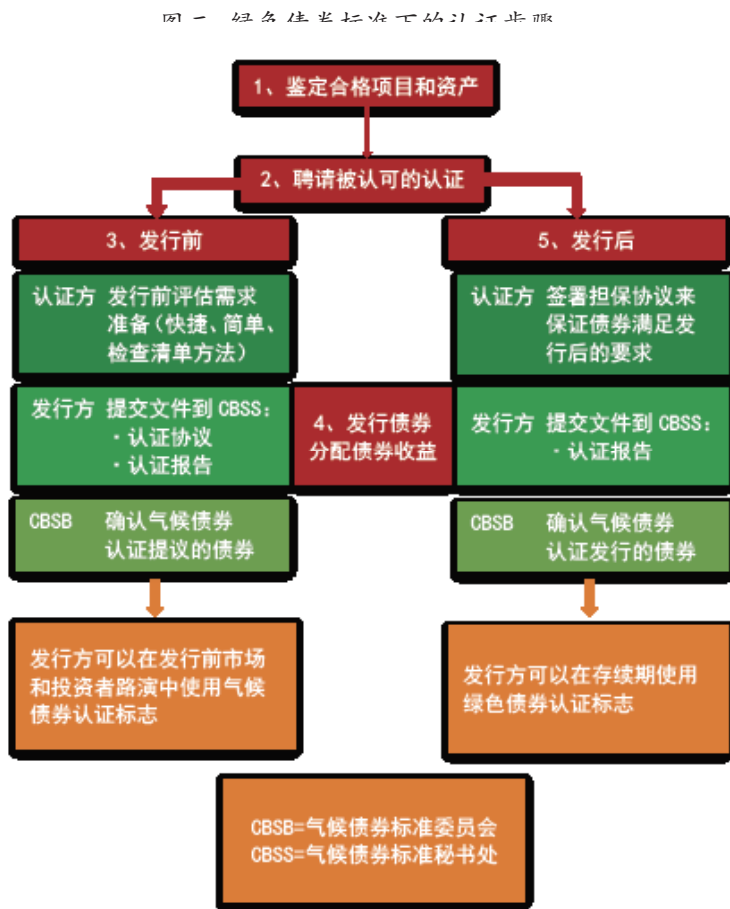 1、鉴定合格项目和资产
2、聘请被认可的认证
3、发行前
认证方 发行前评估需求
准备(快捷、简单、
检查清单方法)
发行方 提交文件到 CBSS:
·认证协议
·认证报告
CBSB 确认气候债券
认证提议的债券
发行方可以在发行前市场
和投资者路演中使用气候
债券认证标志
4、发行债券
分配债券收益
5、发行后
认证方 签署担保协议来
保证债券满足发
行后的要求
发行方 提交文件到 CBSS:
·认证报告
CBSB 确认气候债券
认证发行的债券
发行方可以在存续期使用
绿色债券认证标志
CBSB=气候债券标准委员会
CBSS=气候债券标准秘书处